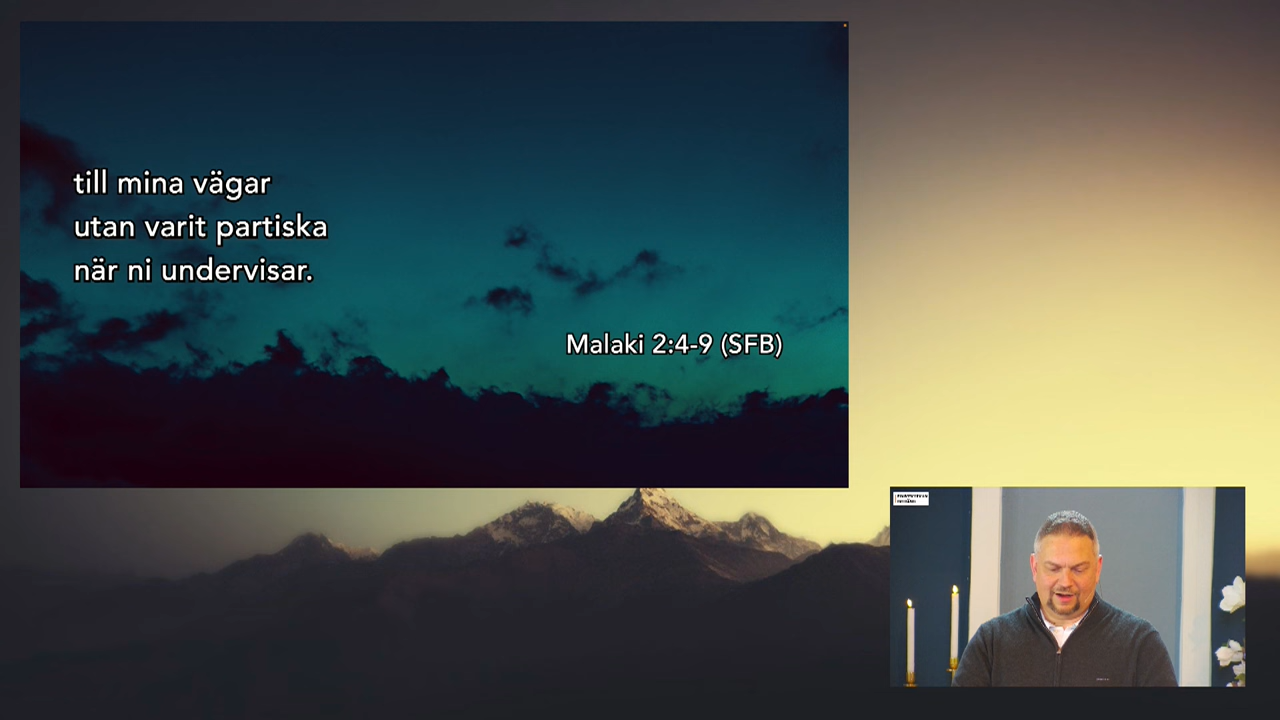 till mina vägar
utan varit partiska
när ni undervisar.
Malaki 2:4-9 (SFB)